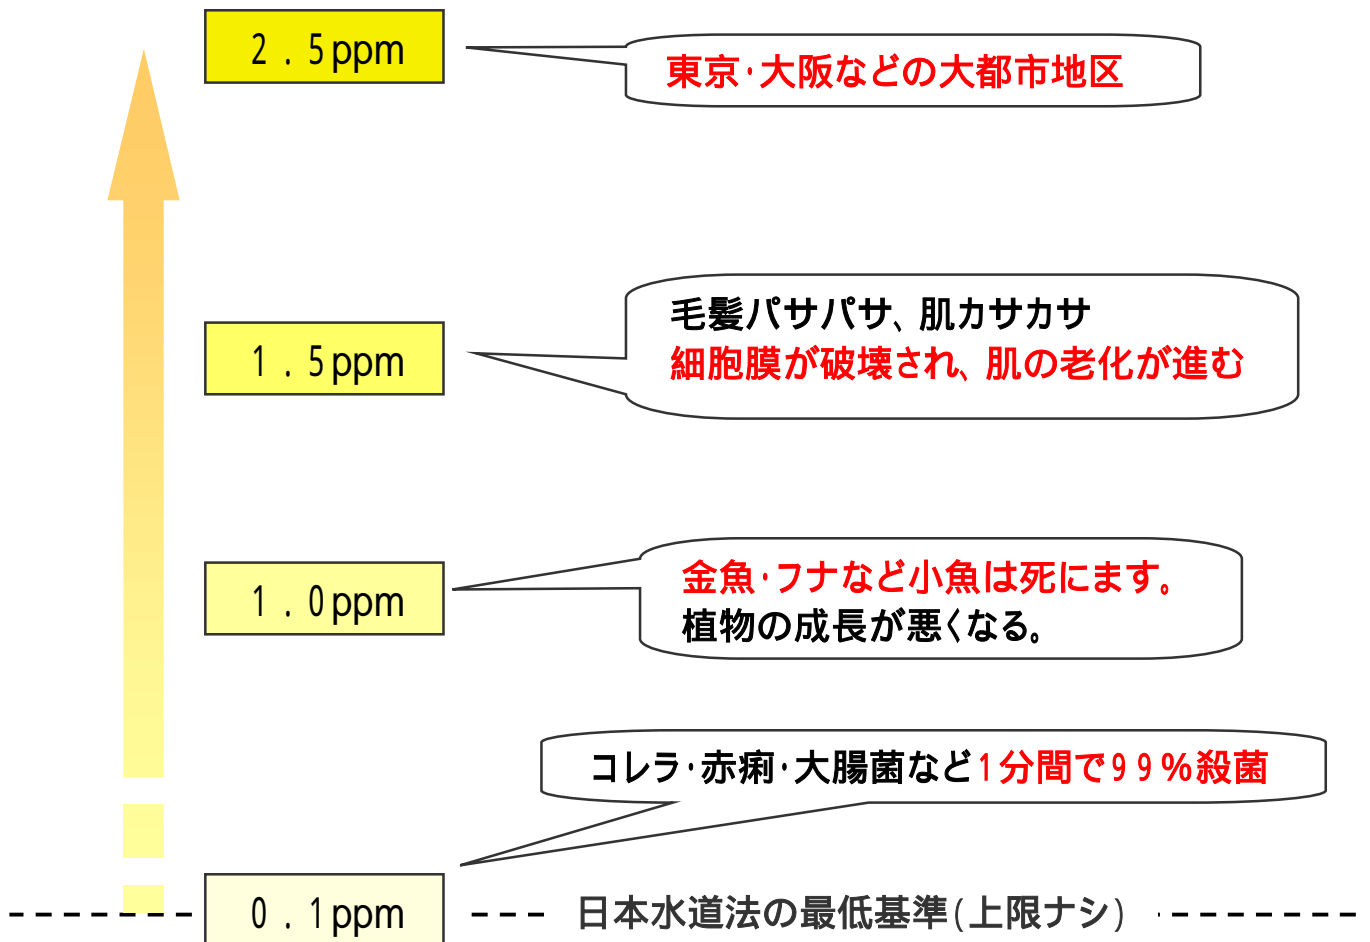 ２．５ppm
東京・大阪などの大都市地区
１．５ppm
毛髪パサパサ、肌カサカサ
細胞膜が破壊され、肌の老化が進む
１．０ppm
金魚・フナなど小魚は死にます。
植物の成長が悪くなる。
コレラ・赤痢・大腸菌など1分間で99％殺菌
０．１ppm
日本水道法の最低基準(上限ナシ)